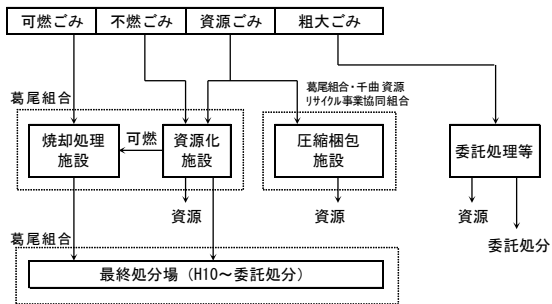 可燃ごみ 不燃ごみ 資源ごみ 粗大ごみ
葛尾組合・千曲 資源
リサイクル事業協同組合
葛尾組合
焼却処理
施設
可燃
資源化
施設
圧縮梱包
施設
委託処理等
資源
資源
資源
委託処分
葛尾組合
最終処分場（H10～委託処分）